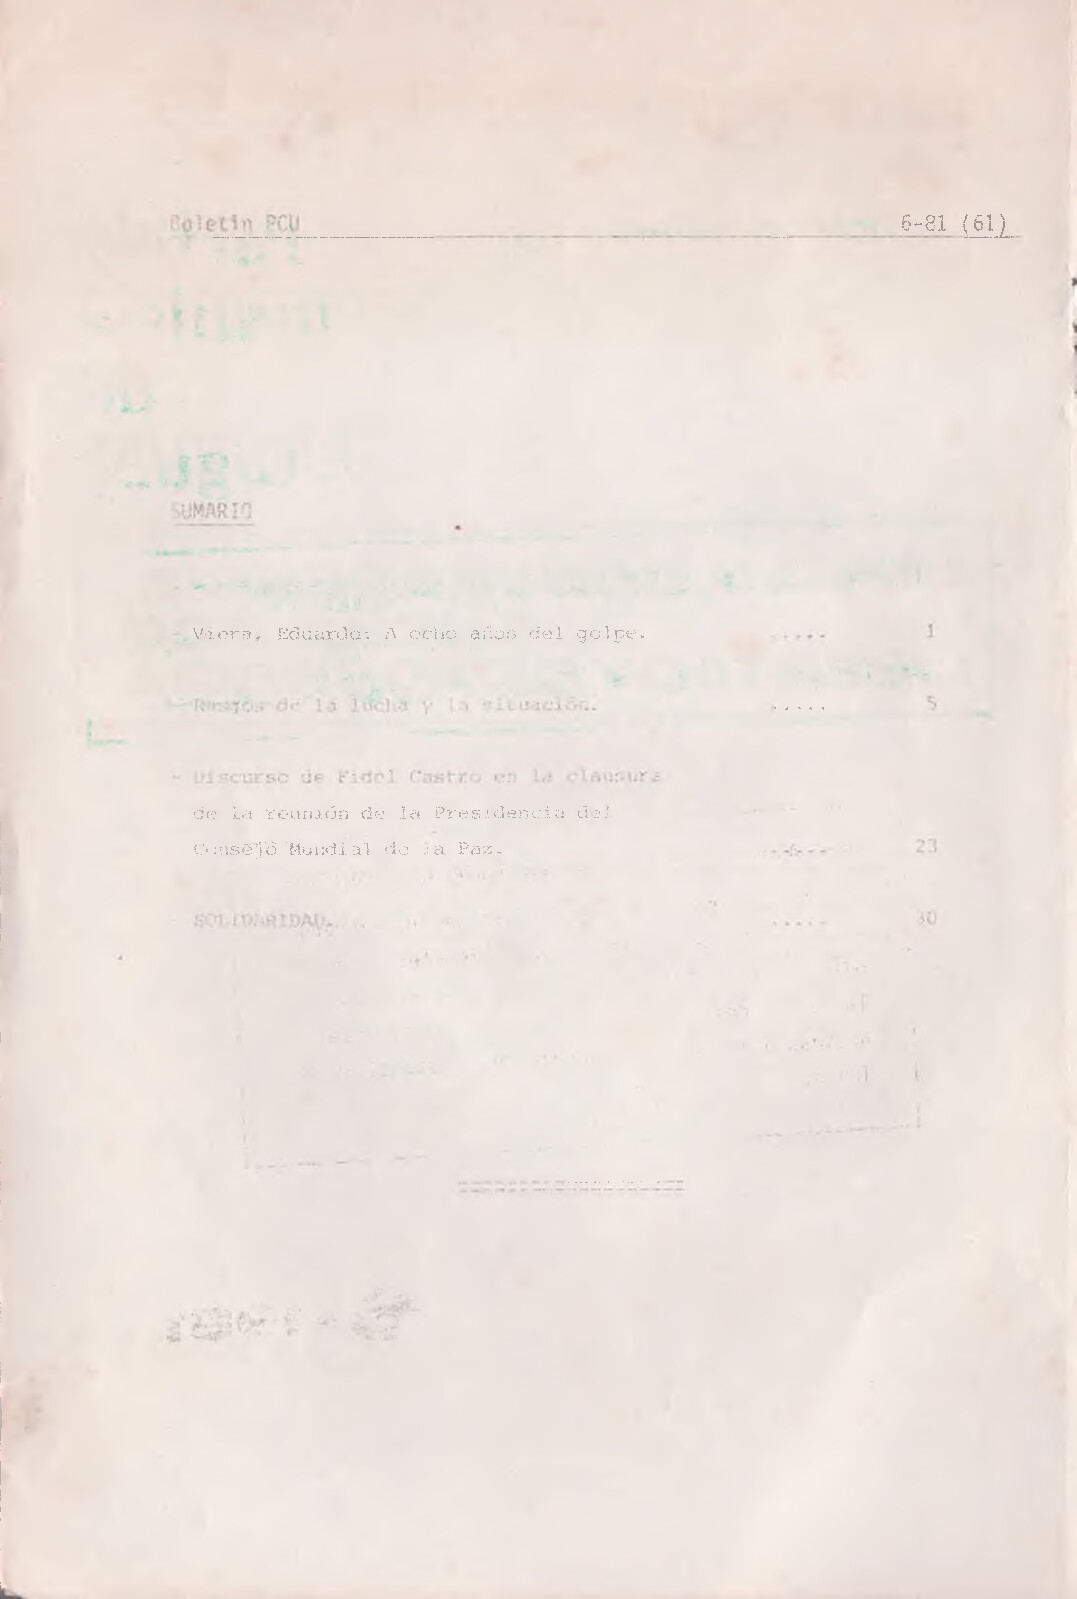 Boletin PCU 6-81 (61)
SUMARIO
- Viera, Eduardo: A ocho años del golpe. ..... 1
- Rasgos de la lucha y la situación. ..... 5
- Discurso de Fidel Castro en la clausura
de la reunión de la Presidencia del
Consejo Mundial de la Paz. ..... 23
SOLIDARIDAD. ..... 30